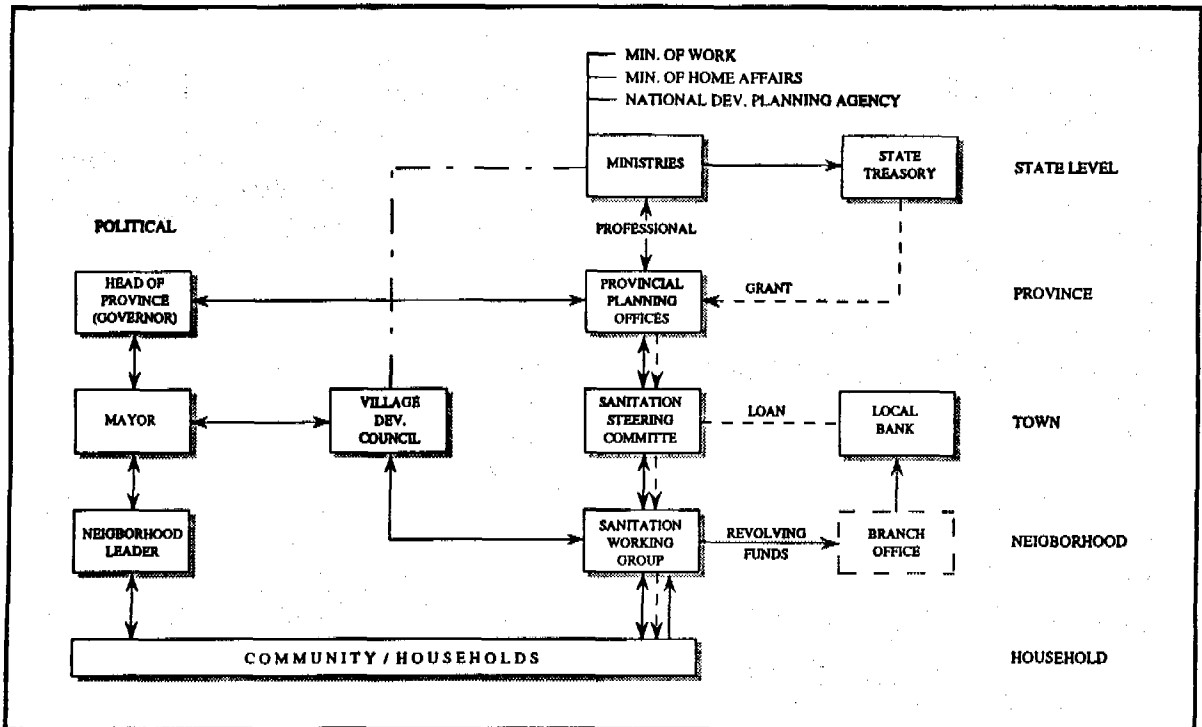 MIN. OF WORK
MIN. OF HOME AFFAIRS
NATIONAL DEV. PLANNING AGENCY
MINISTRIES
STATE
TREASURY
STATE LEVEL
POLITICAL
PROFESSIONAL
HEAD OF
PROVINCE
(GOVERNOR)
PROVINCIAL
PLANNING
OFFICES
GRANT
PROVINCE
MAYOR
VILLAGE
DEV.
COUNCIL
SANITATION
STEERING
COMMITTE
LOAN
LOCAL
BANK
TOWN
NEIGBORHOOD
LEADER
SANITATION
WORKING
GROUP
REVOLVING
FUNDS
BRANCH
OFFICE
NEIGBORHOOD
COMMUNITY / HOUSEHOLDS
HOUSEHOLD